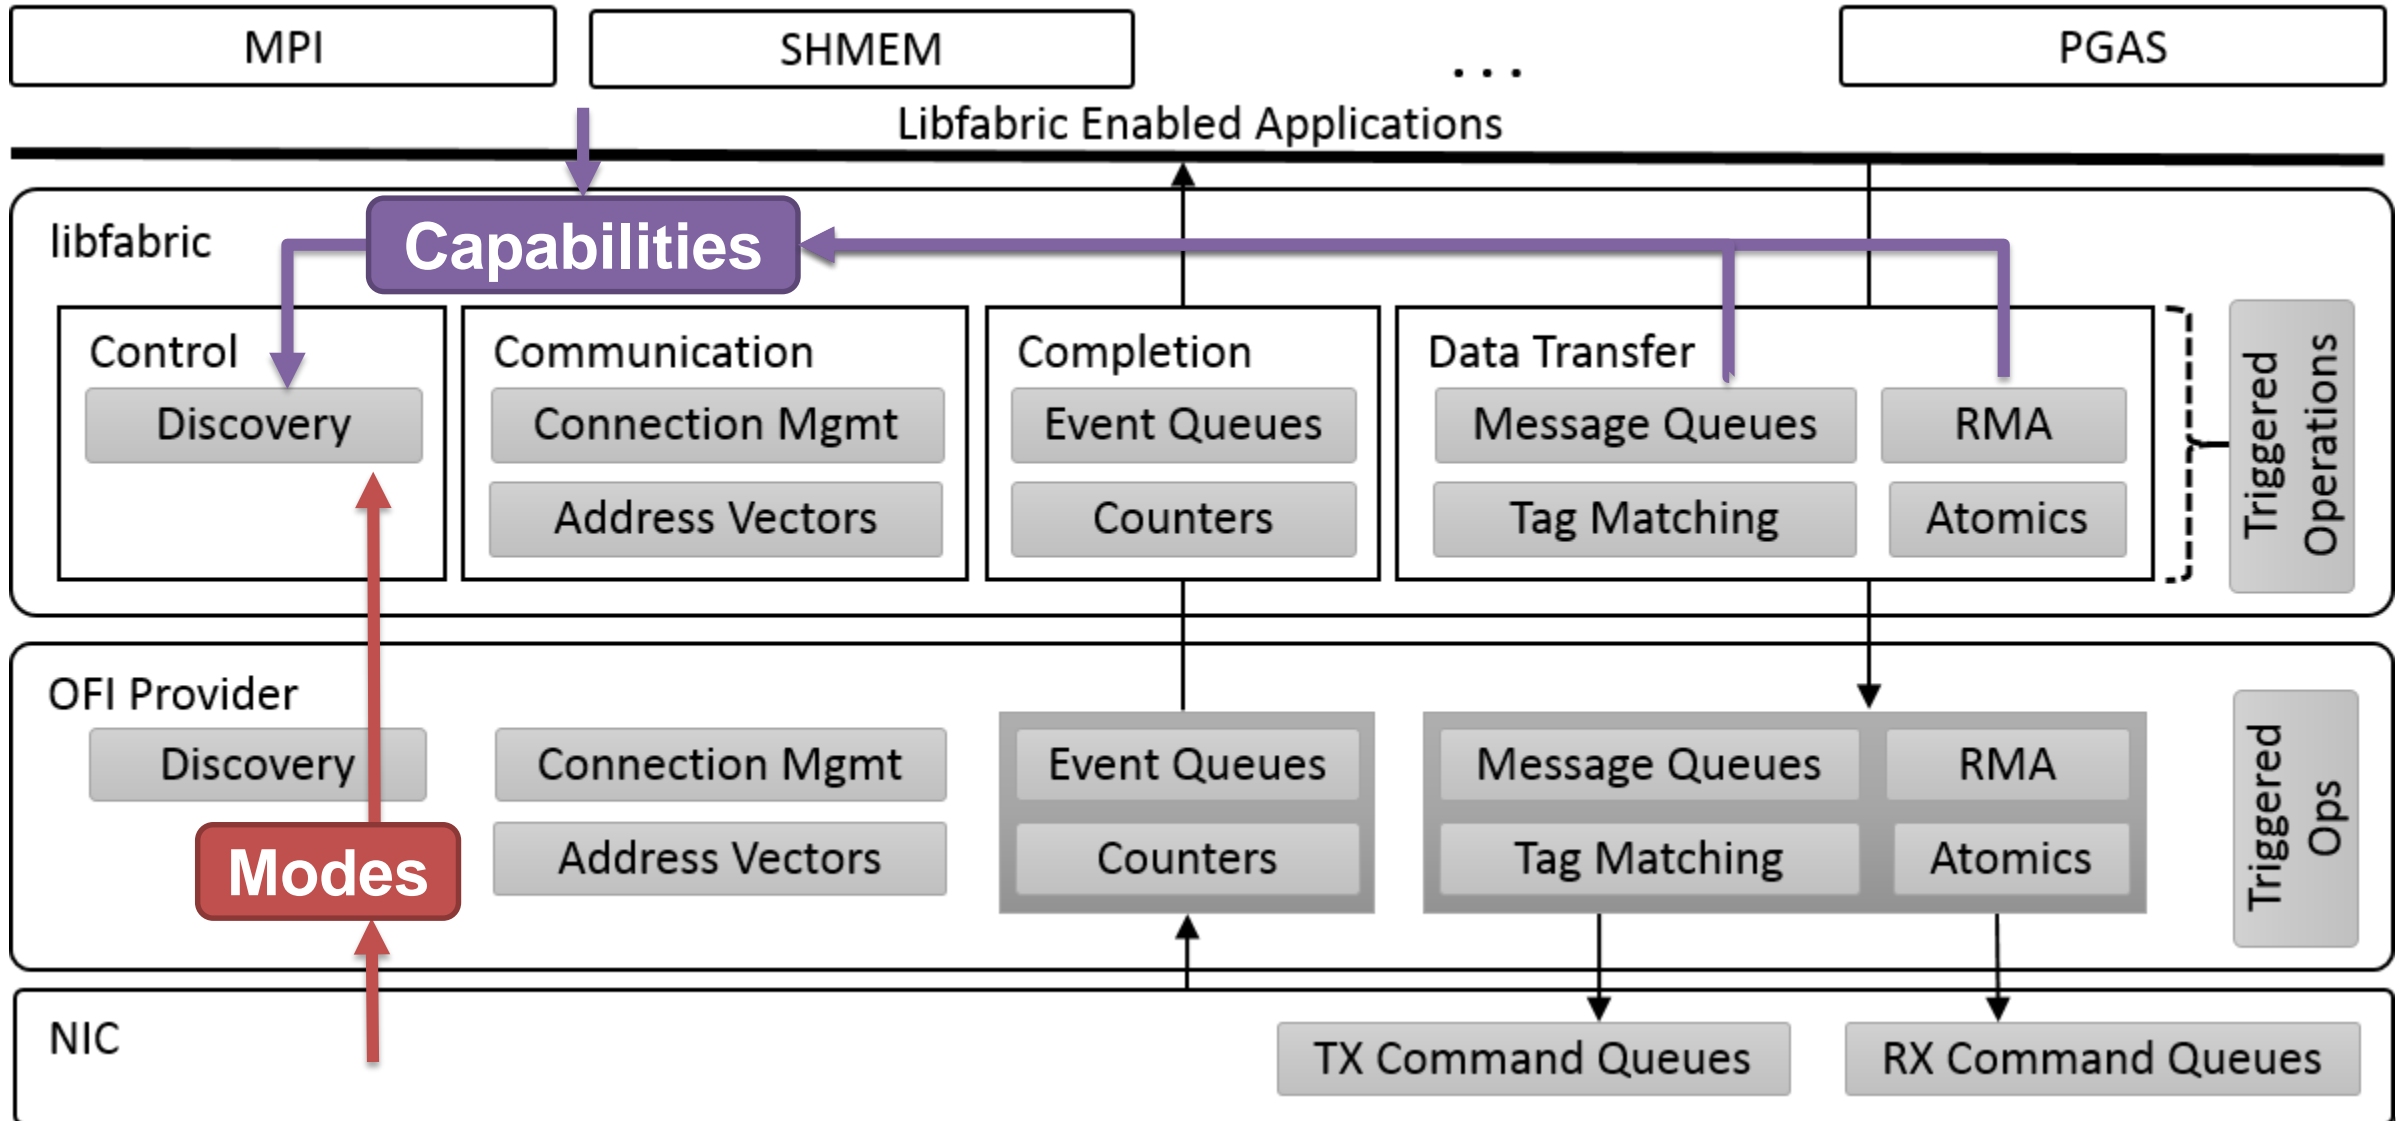 MPI
SHMEM
...
PGAS
Libfabric Enabled Applications
libfabric
Capabilities
Control
Discovery
Communication
Connection Mgmt
Address Vectors
Completion
Event Queues
Counters
Data Transfer
Message Queues
RMA
Tag Matching
Atomics
Triggered
Operations
OFI Provider
Discovery
Modes
Connection Mgmt
Address Vectors
Event Queues
Counters
Message Queues
RMA
Tag Matching
Atomics
Triggered
Ops
NIC
TX Command Queues
RX Command Queues